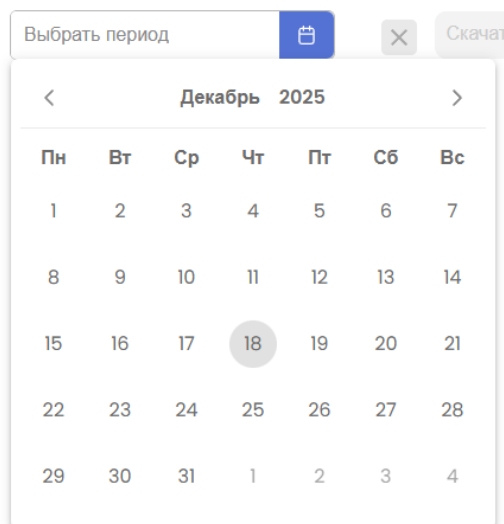 Выбрать период
Скачат
Декабрь 2025
Пн Вт Ср Чт Пт Сб Вс
1 2 3 4 5 6 7
8 9 10 11 12 13 14
15 16 17 18 19 20 21
22 23 24 25 26 27 28
29 30 31 1 2 3 4